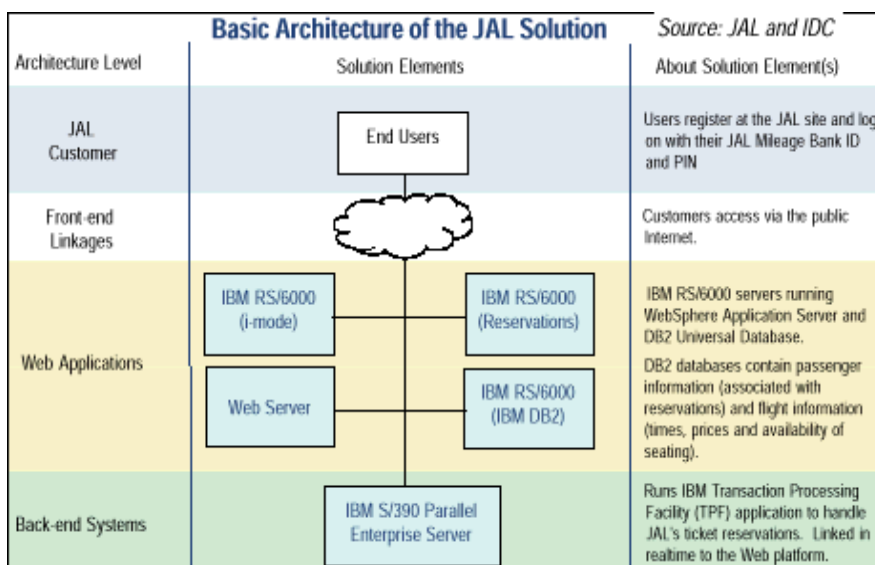 Basic Architecture of the JAL Solution
Source: JAL and IDC
Architecture Level
Solution Elements
About Solution Element(s)
JAL
Customer
End Users
Users register at the JAL site and log
on with their JAL Mileage Bank ID
and PIN
Front-end
Linkages
Customers access via the public
Internet.
Web Applications
IBM RS/6000
(i-mode)
IBM RS/6000
(Reservations)
Web Server
IBM RS/6000
(IBM DB2)
IBM RS/6000 servers running
WebSphere Application Server and
DB2 Universal Database.
DB2 databases contain passenger
information (associated with
reservations) and flight information
(times, prices and availability of
seating).
Back-end Systems
IBM S/390 Parallel
Enterprise Server
Runs IBM Transaction Processing
Facility (TPF) application to handle
JAL's ticket reservations. Linked in
realtime to the Web platform.